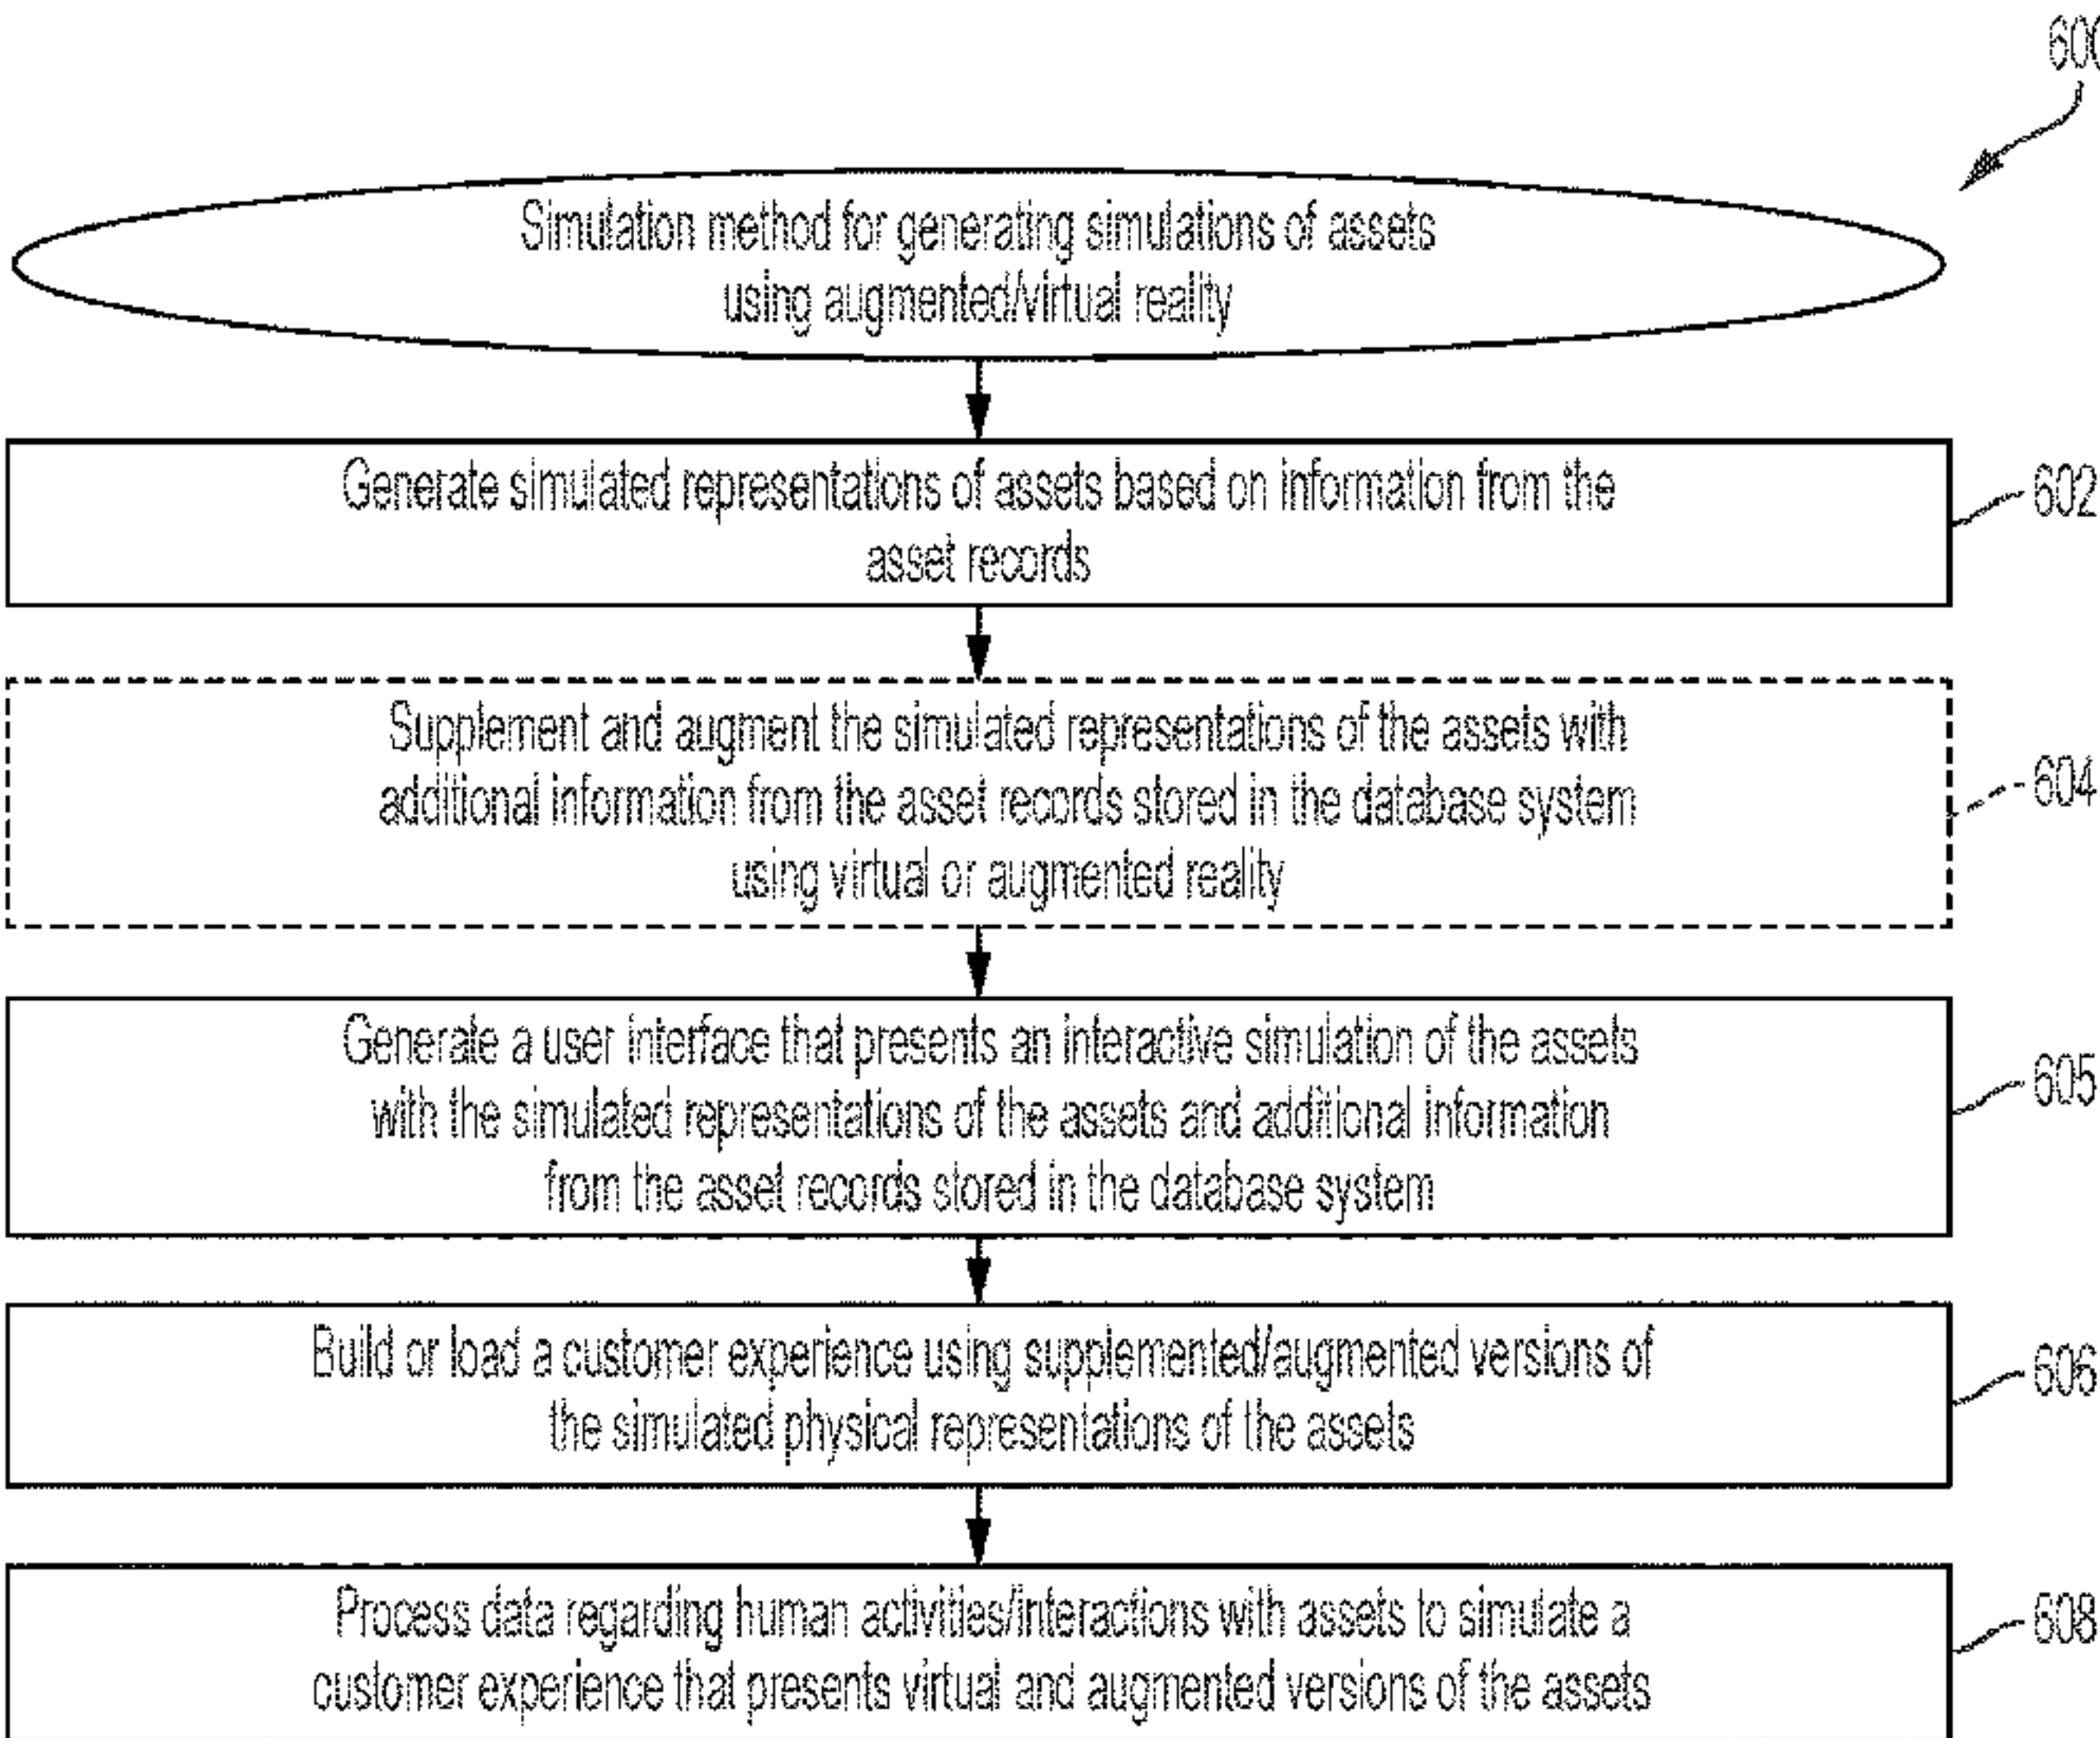 600
Simulation method for generating simulations of assets
using augmented/virtual reality
Generate simulated representations of assets based on information from the
asset records
602
Supplement and augment the simulated representations of the assets with
additional information from the asset records stored in the database system
using virtual or augmented reality
604
Generate a user interface that presents an interactive simulation of the assets
with the simulated representations of the assets and additional information
from the asset records stored in the database system
605
Build or load a customer experience using supplemented/augmented versions of
the simulated physical representations of the assets
606
Process data regarding human activities/interactions with assets to simulate a
customer experience that presents virtual and augmented versions of the assets
608